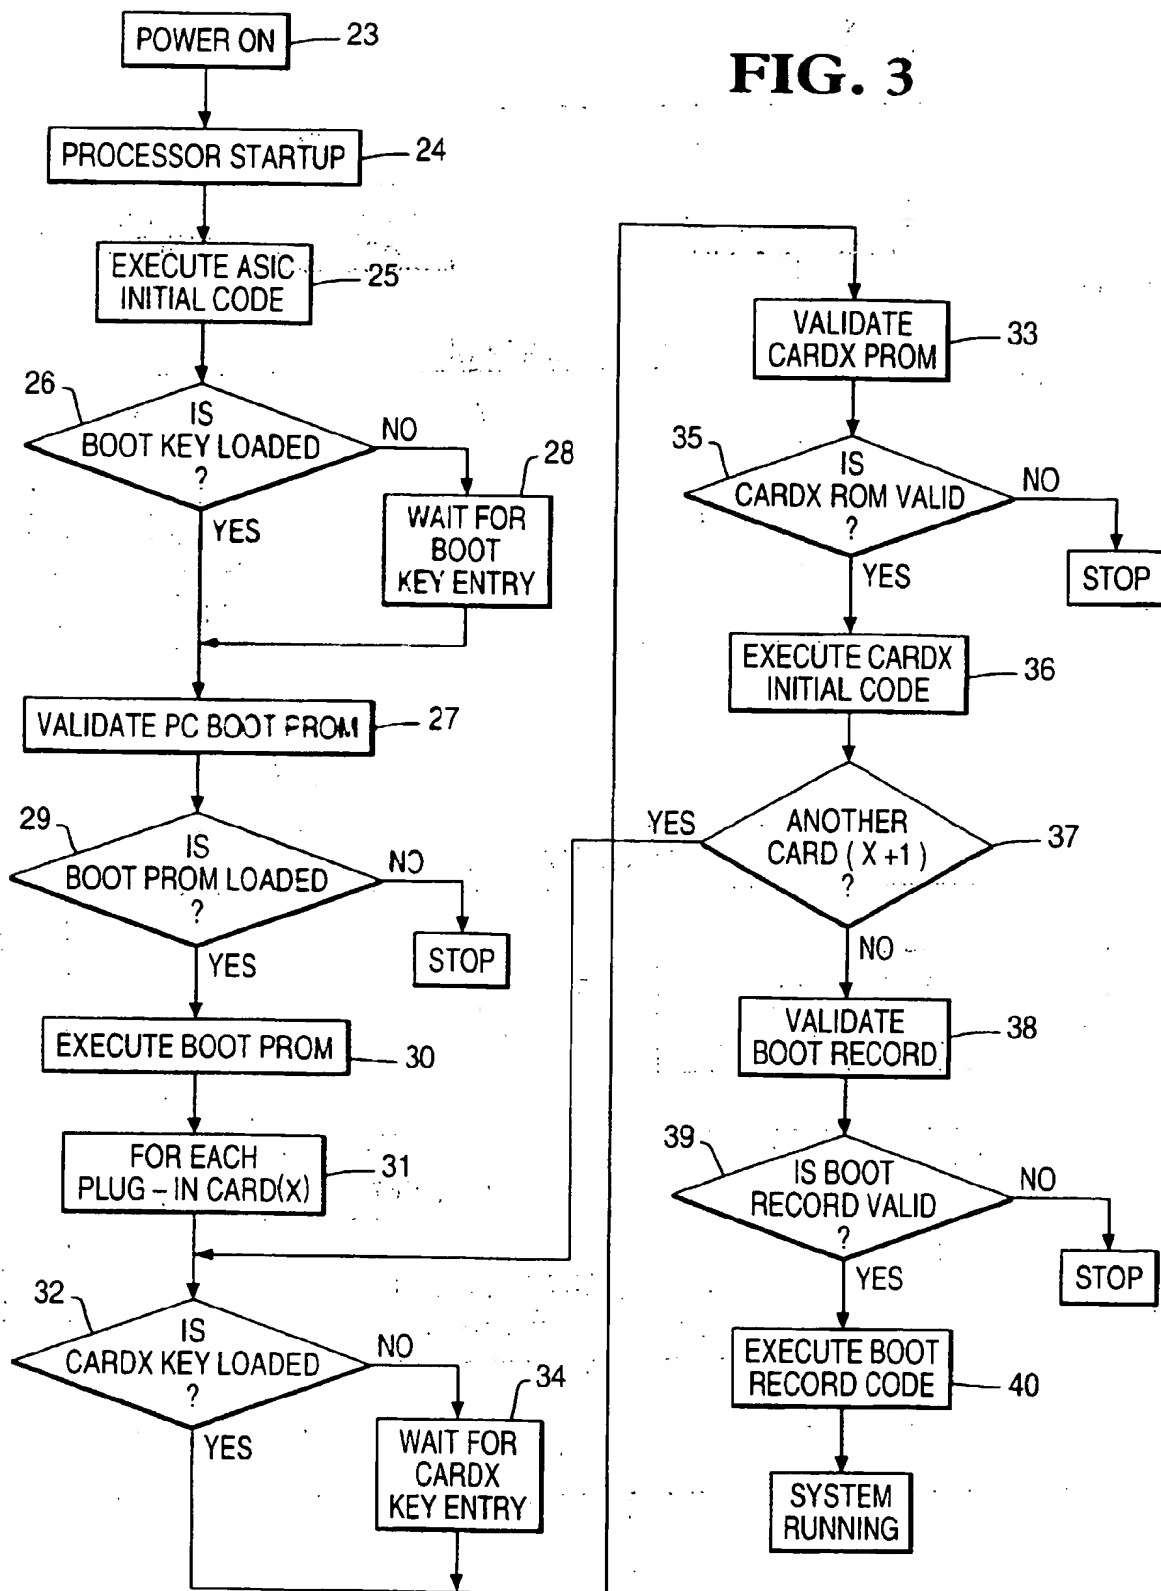 FIG. 3
POWER ON
23
PROCESSOR STARTUP
24
EXECUTE ASIC
INITIAL CODE
25
26
IS
BOOT KEY LOADED
?
NO
YES
28
WAIT FOR
BOOT
KEY ENTRY
VALIDATE PC BOOT PROM
27
29
IS
BOOT PROM LOADED
?
NO
YES
STOP
EXECUTE BOOT PROM
30
FOR EACH
PLUG – IN CARD(X)
31
32
IS
CARDX KEY LOADED
?
NO
YES
34
WAIT FOR
CARDX
KEY ENTRY
VALIDATE
CARDX PROM
33
35
IS
CARDX ROM VALID
?
NO
YES
STOP
EXECUTE CARDX
INITIAL CODE
36
YES
ANOTHER
CARD ( X +1 )
?
37
NO
VALIDATE
BOOT RECORD
38
39
IS BOOT
RECORD VALID
?
NO
YES
STOP
EXECUTE BOOT
RECORD CODE
40
SYSTEM
RUNNING